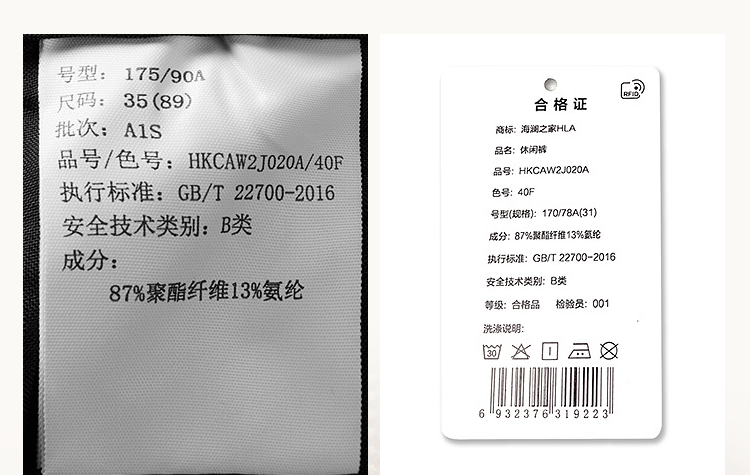 号型：175/90A
尺码：35(89)
批次：A1S
品号/色号：HKCAW2J020A/40F
执行标准：GB/T 22700-2016
安全技术类别：B类
成分：
87%聚酯纤维13%氨纶
RFID
合格证
商标：海澜之家HLA
品名：休闲裤
品号：HKCAW2J020A
色号：40F
号型(规格)：170/78A(31)
成分：87%聚酯纤维13%氨纶
执行标准：GB/T 22700-2016
安全技术类别：B类
等级：合格品 检验员：001
洗涤说明：
30
6 932376 319223